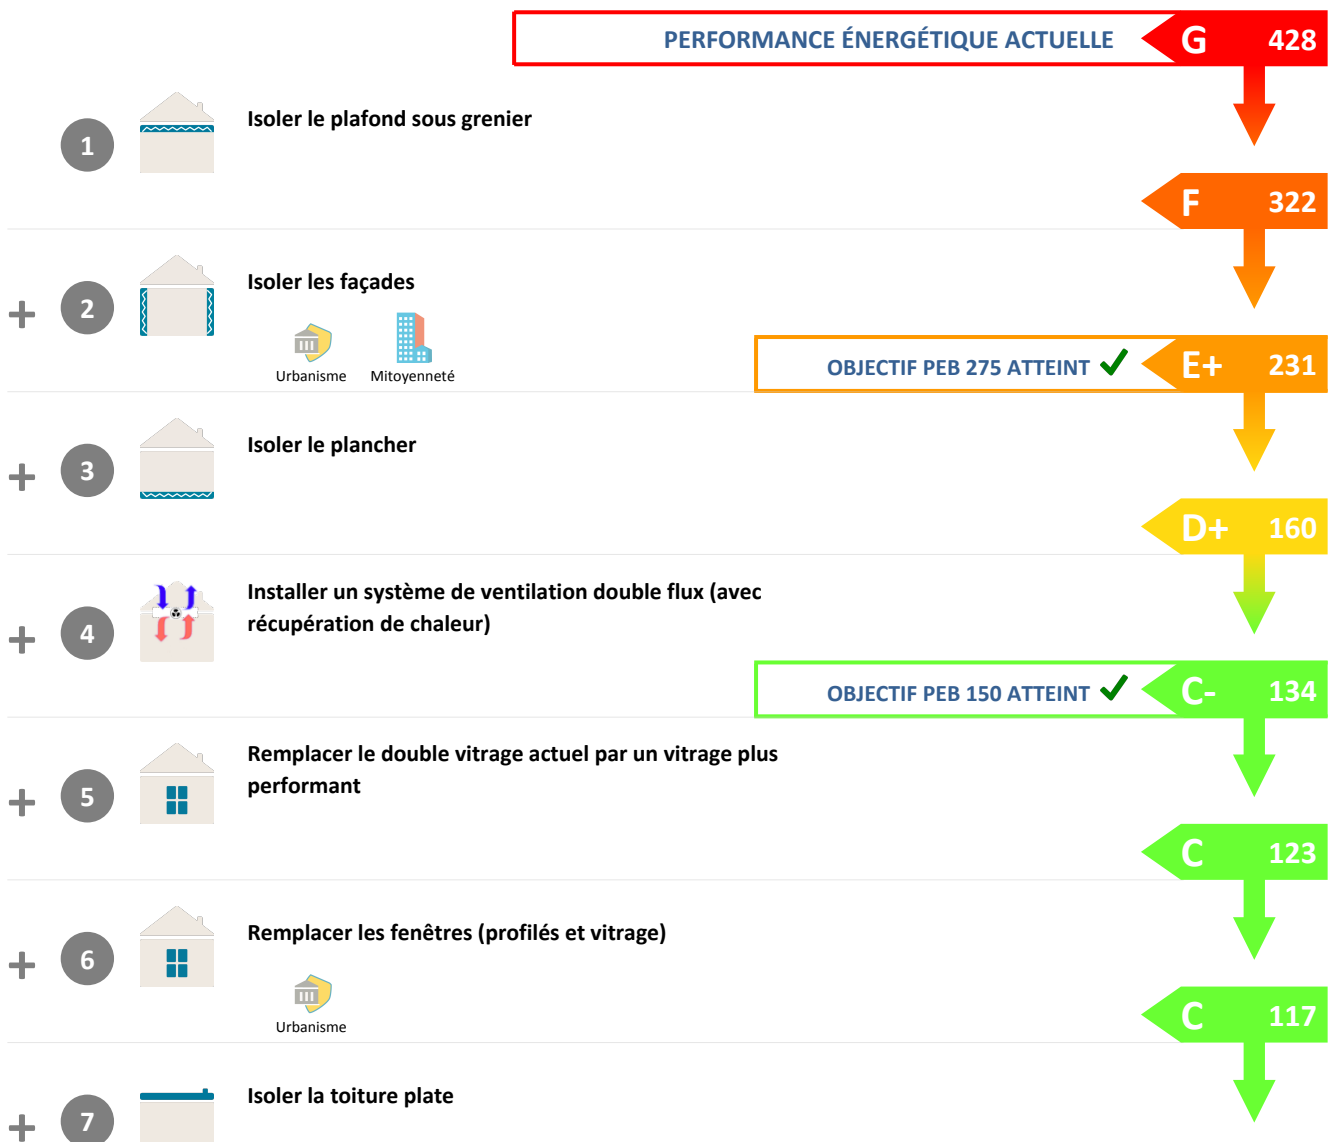 PERFORMANCE ÉNERGÉTIQUE ACTUELLE G 428
1 Isoler le plafond sous grenier
F 322
+ 2 Isoler les façades
Urbanisme Mitoyenneté
OBJECTIF PEB 275 ATTEINT E+ 231
+ 3 Isoler le plancher
D+ 160
+ 4 Installer un système de ventilation double flux (avec
récupération de chaleur)
OBJECTIF PEB 150 ATTEINT C- 134
+ 5 Remplacer le double vitrage actuel par un vitrage plus
performant
C 123
+ 6 Remplacer les fenêtres (profilés et vitrage)
Urbanisme
C 117
+ 7 Isoler la toiture plate